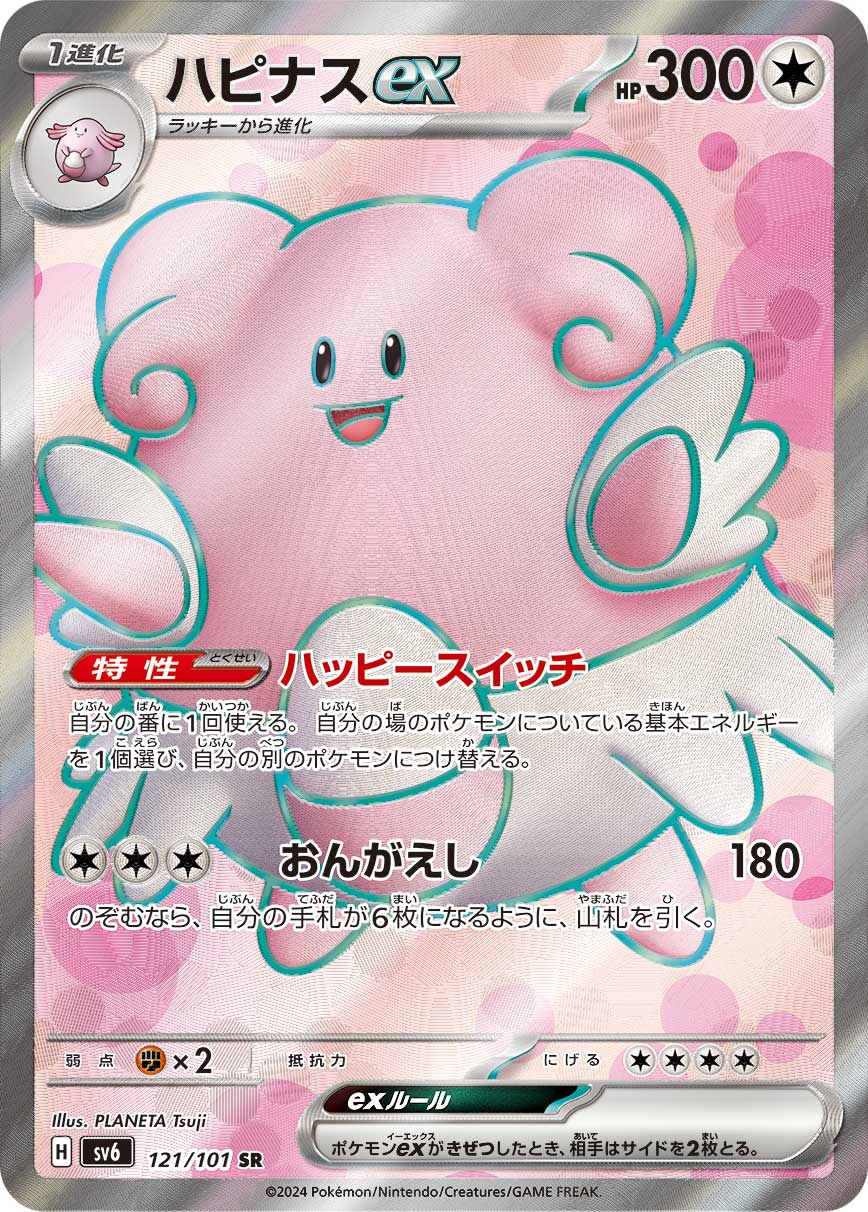 1進化
ハピナスex
HP300
ラッキーから進化
特性
とくせい
ハッピースイッチ
自分の番に1回使える。自分の場のポケモンについている基本エネルギー
を1個選び、自分の別のポケモンにつけ替える。
おんがえし 180
のぞむなら、自分の手札が6枚になるように、山札を引く。
弱点 ×2 抵抗力 にげる
exルール
ポケモンexがきぜつしたとき、相手はサイドを2枚とる。
Illus. PLANETA Tsuji
H SV6 121/101 SR
©2024 Pokémon/Nintendo/Creatures/GAME FREAK.